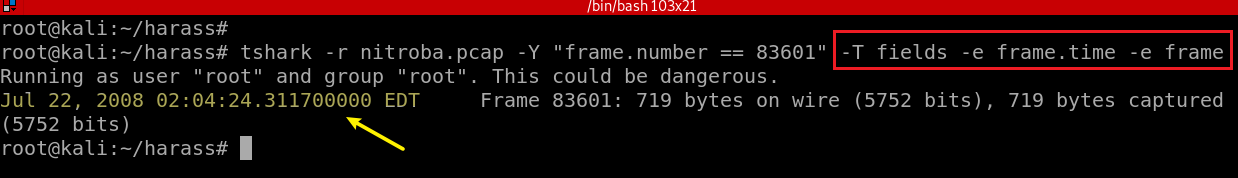 /bin/bash 103x21
root@kali:~/harass#
root@kali:~/harass# tshark -r nitroba.pcap -Y "frame.number == 83601" -T fields -e frame.time -e frame
Running as user "root" and group "root". This could be dangerous.
Jul 22, 2008 02:04:24.311700000 EDT     Frame 83601: 719 bytes on wire (5752 bits), 719 bytes captured
(5752 bits)
root@kali:~/harass#